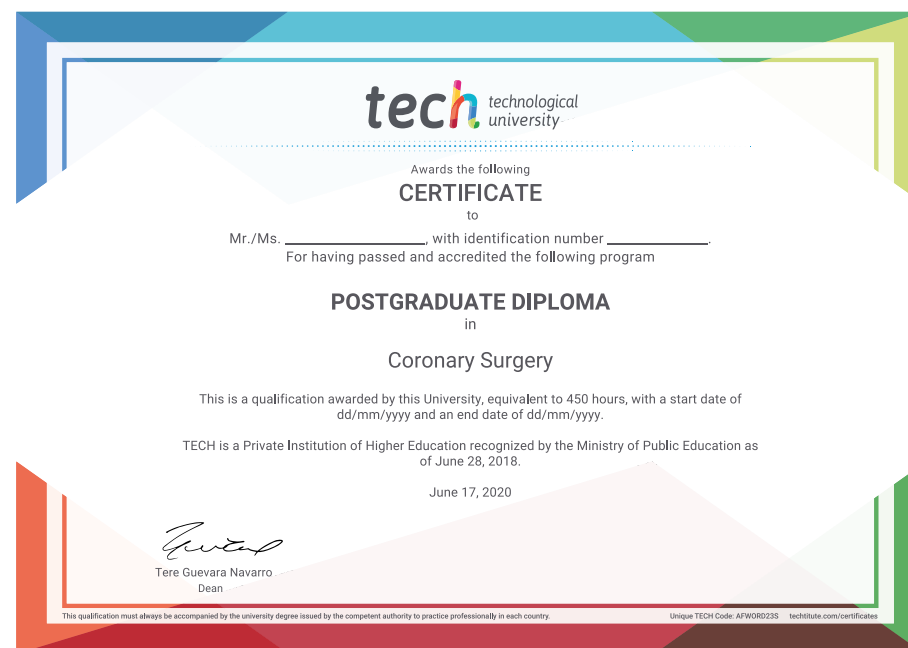 tech technological
university
Awards the following
CERTIFICATE
to
Mr./Ms. ____________________, with identification number ______________.
For having passed and accredited the following program
POSTGRADUATE DIPLOMA
in
Coronary Surgery
This is a qualification awarded by this University, equivalent to 450 hours, with a start date of
dd/mm/yyyy and an end date of dd/mm/yyyy.
TECH is a Private Institution of Higher Education recognized by the Ministry of Public Education as
of June 28, 2018.
June 17, 2020
Tere Guevara Navarro
Dean
This qualification must always be accompanied by the university degree issued by the competent authority to practice professionally in each country. Unique TECH Code: AFWORD23S techtitute.com/certificates